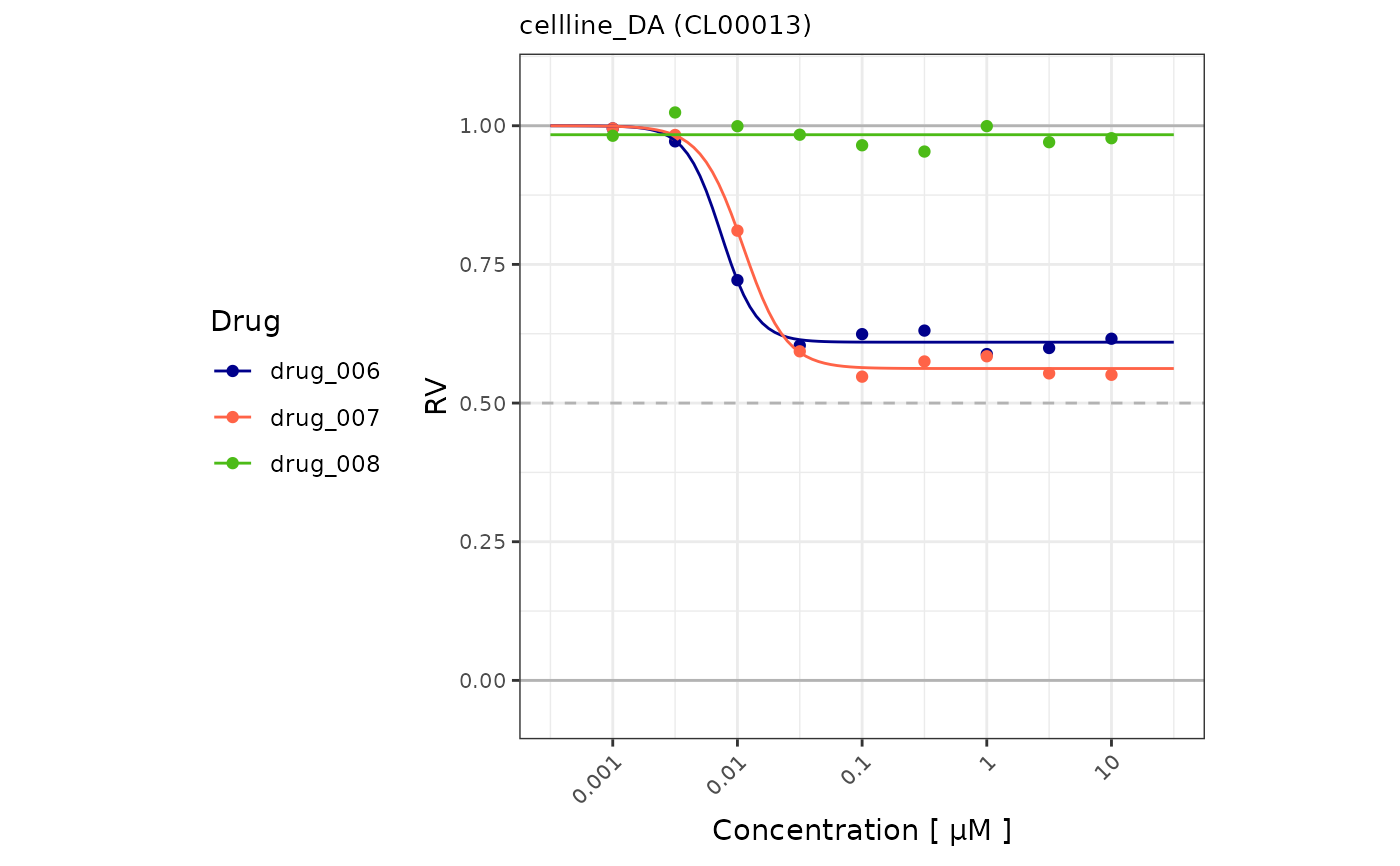 cellline_DA (CL00013)
Drug
drug_006
drug_007
drug_008
RV
1.00
0.75
0.50
0.25
0.00
0.001
0.01
0.1
1
10
Concentration [ µM ]